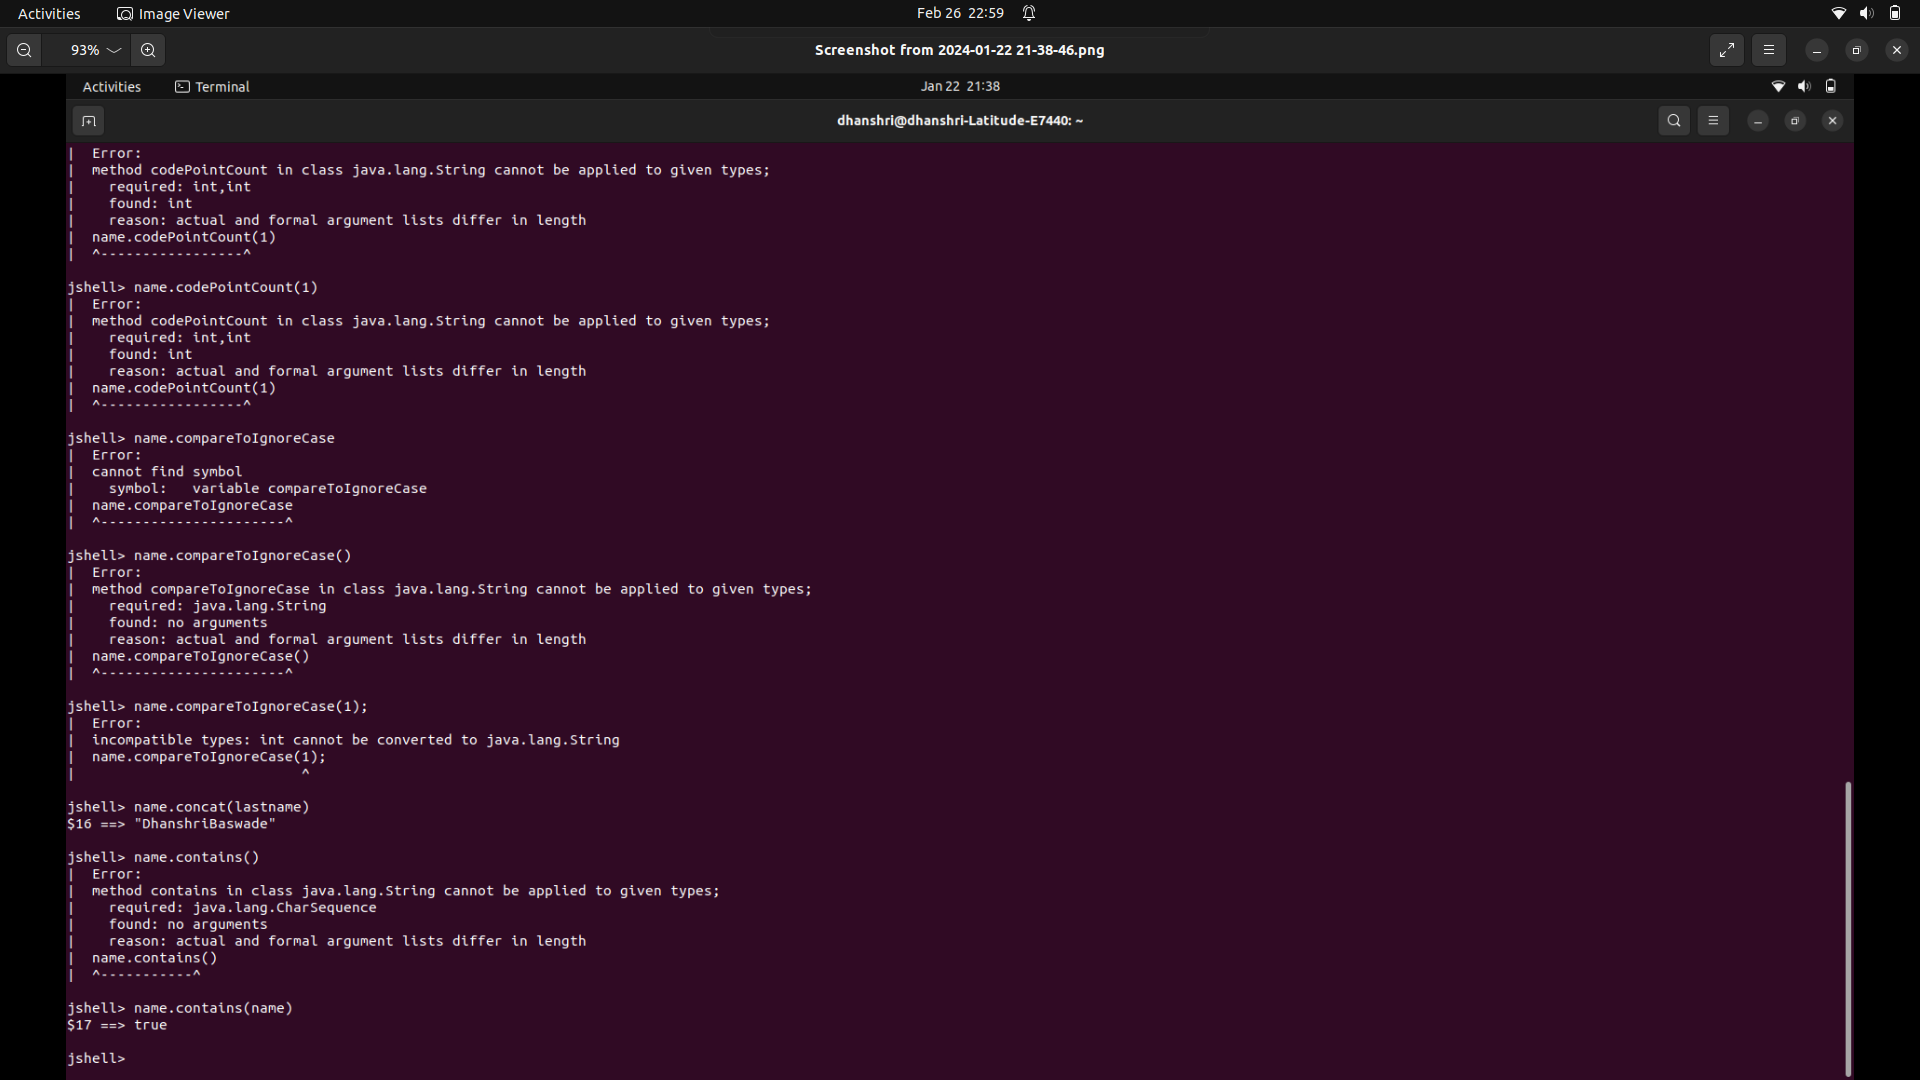 Activities Image Viewer Feb 26 22:59
93% Screenshot from 2024-01-22 21-38-46.png
Activities Terminal Jan 22 21:38
dhanshri@dhanshri-Latitude-E7440: ~
|  Error:
|  method codePointCount in class java.lang.String cannot be applied to given types;
|    required: int,int
|    found: int
|    reason: actual and formal argument lists differ in length
|  name.codePointCount(1)
|  ^-----------------^
jshell> name.codePointCount(1)
|  Error:
|  method codePointCount in class java.lang.String cannot be applied to given types;
|    required: int,int
|    found: int
|    reason: actual and formal argument lists differ in length
|  name.codePointCount(1)
|  ^-----------------^
jshell> name.compareToIgnoreCase
|  Error:
|  cannot find symbol
|    symbol:   variable compareToIgnoreCase
|  name.compareToIgnoreCase
|  ^----------------------^
jshell> name.compareToIgnoreCase()
|  Error:
|  method compareToIgnoreCase in class java.lang.String cannot be applied to given types;
|    required: java.lang.String
|    found: no arguments
|    reason: actual and formal argument lists differ in length
|  name.compareToIgnoreCase()
|  ^----------------------^
jshell> name.compareToIgnoreCase(1);
|  Error:
|  incompatible types: int cannot be converted to java.lang.String
|  name.compareToIgnoreCase(1);
|                           ^
jshell> name.concat(lastname)
$16 ==> "DhanshriBaswade"
jshell> name.contains()
|  Error:
|  method contains in class java.lang.String cannot be applied to given types;
|    required: java.lang.CharSequence
|    found: no arguments
|    reason: actual and formal argument lists differ in length
|  name.contains()
|  ^-----------^
jshell> name.contains(name)
$17 ==> true
jshell>